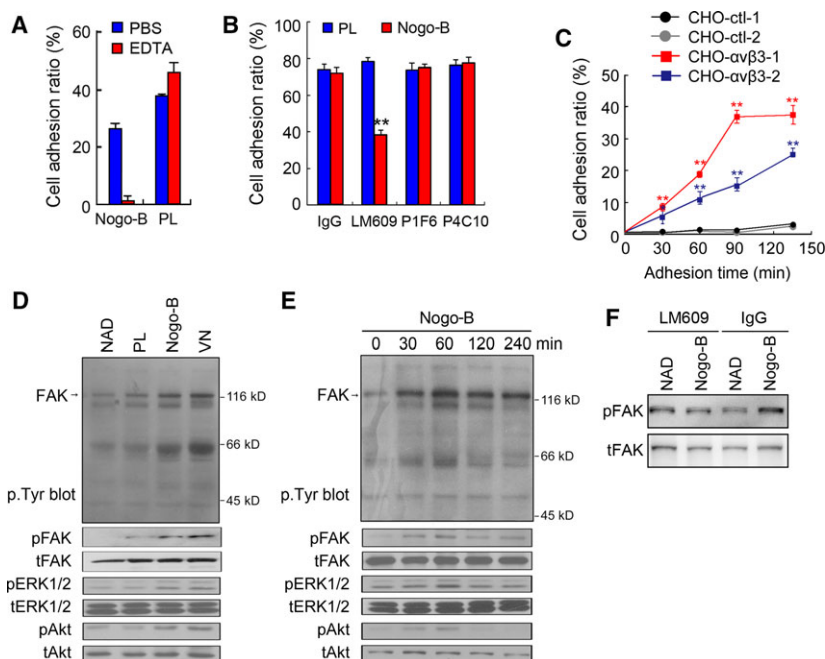 A
PBS
EDTA
Cell adhesion ratio (%)
60
40
20
0
Nogo-B PL
B
PL Nogo-B
Cell adhesion ratio (%)
100
80
60
40
20
0
**
IgG LM609 P1F6 P4C10
C
CHO-ctl-1
CHO-ctl-2
CHO-αvβ3-1
CHO-αvβ3-2
Cell adhesion ratio (%)
50
40
30
20
10
0
** ** ** **
** ** **
0 30 60 90 120 150
Adhesion time (min)
D
NAD PL Nogo-B VN
FAK
116 kD
66 kD
45 kD
p.Tyr blot
pFAK
tFAK
pERK1/2
tERK1/2
pAkt
tAkt
E
Nogo-B
0 30 60 120 240 min
FAK
116 kD
66 kD
45 kD
p.Tyr blot
pFAK
tFAK
pERK1/2
tERK1/2
pAkt
tAkt
F
LM609 IgG
NAD Nogo-B NAD Nogo-B
pFAK
tFAK